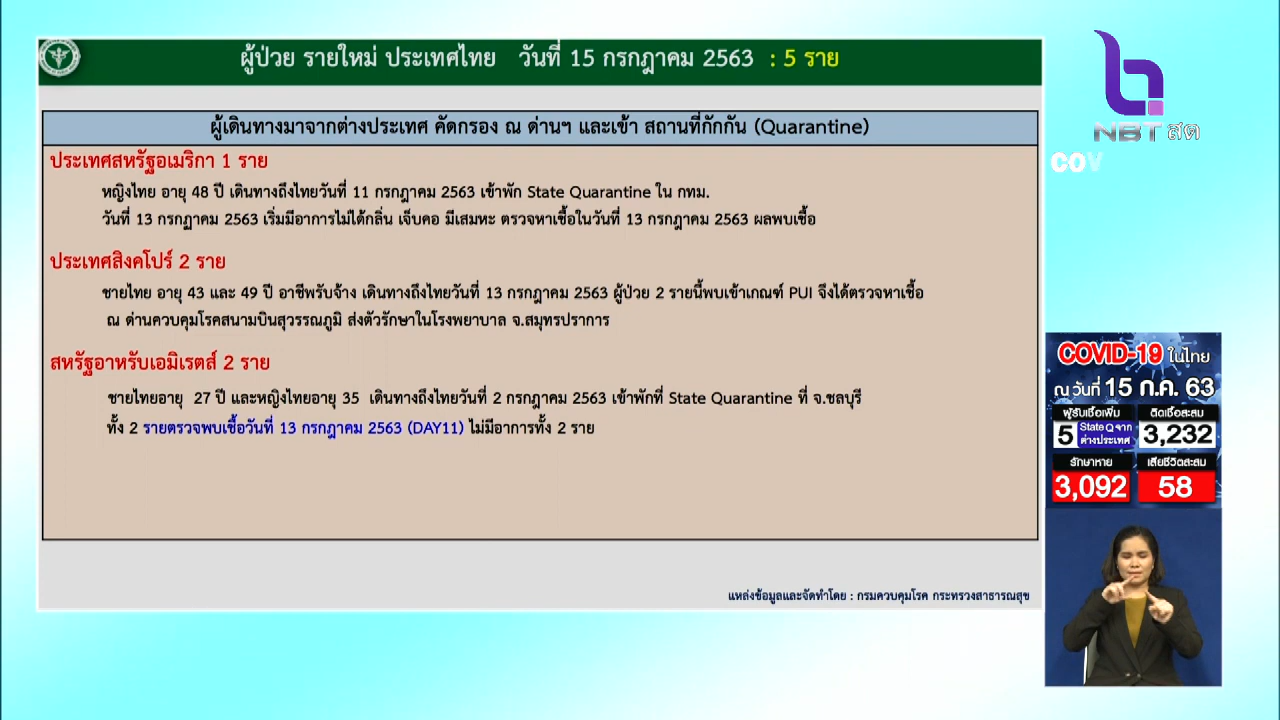 ผู้ป่วย รายใหม่ ประเทศไทย วันที่ 15 กรกฎาคม 2563 : 5 ราย
ผู้เดินทางมาจากต่างประเทศ คัดกรอง ณ ด่านฯ และเข้า สถานที่กักกัน (Quarantine)
ประเทศสหรัฐอเมริกา 1 ราย
หญิงไทย อายุ 48 ปี เดินทางถึงไทยวันที่ 11 กรกฎาคม 2563 เข้าพัก State Quarantine ใน กทม.
วันที่ 13 กรกฎาคม 2563 เริ่มมีอาการไม่ได้กลิ่น เจ็บคอ มีเสมหะ ตรวจหาเชื้อในวันที่ 13 กรกฎาคม 2563 ผลพบเชื้อ
ประเทศสิงคโปร์ 2 ราย
ชายไทย อายุ 43 และ 49 ปี อาชีพรับจ้าง เดินทางถึงไทยวันที่ 13 กรกฎาคม 2563 ผู้ป่วย 2 รายนี้พบเข้าเกณฑ์ PUI จึงได้ตรวจหาเชื้อ
ณ ด่านควบคุมโรคสนามบินสุวรรณภูมิ ส่งตัวรักษาในโรงพยาบาล จ.สมุทรปราการ
สหรัฐอาหรับเอมิเรตส์ 2 ราย
ชายไทยอายุ 27 ปี และหญิงไทยอายุ 35 เดินทางถึงไทยวันที่ 2 กรกฎาคม 2563 เข้าพักที่ State Quarantine ที่ จ.ชลบุรี
ทั้ง 2 รายตรวจพบเชื้อวันที่ 13 กรกฎาคม 2563 (DAY11) ไม่มีอาการทั้ง 2 ราย
แหล่งข้อมูลและจัดทำโดย : กรมควบคุมโรค กระทรวงสาธารณสุข
NBT สด
COV
COVID-19 ในไทย
ณ วันที่ 15 ก.ค. 63
ผู้รับเชื้อเพิ่ม ติดเชื้อสะสม
5 State Q จาก ต่างประเทศ 3,232
รักษาหาย เสียชีวิตสะสม
3,092 58